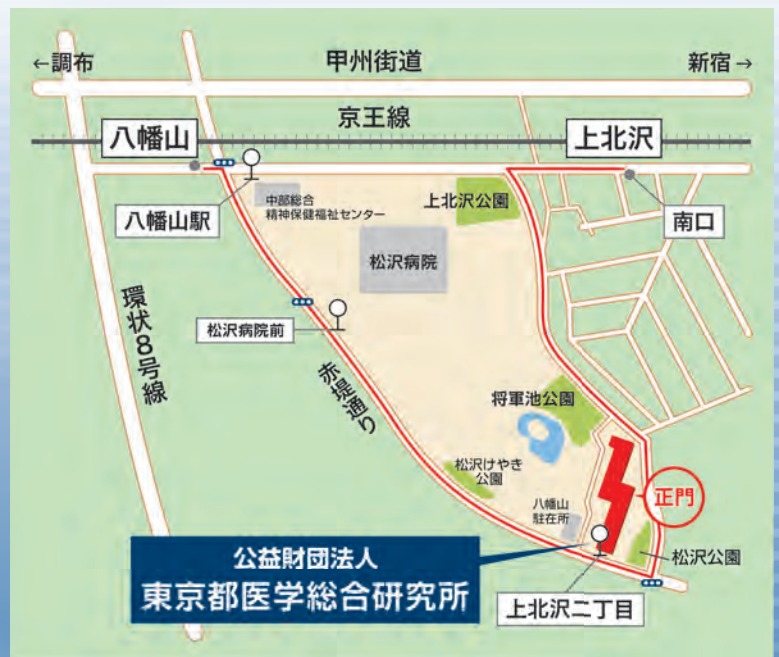 ←調布
甲州街道
新宿→
京王線
八幡山
上北沢
中部総合
精神保健福祉センター
上北沢公園
八幡山駅
南口
松沢病院
環状8号線
松沢病院前
赤堤通り
将軍池公園
松沢けやき
公園
八幡山
駐在所
正門
公益財団法人
東京都医学総合研究所
松沢公園
上北沢二丁目